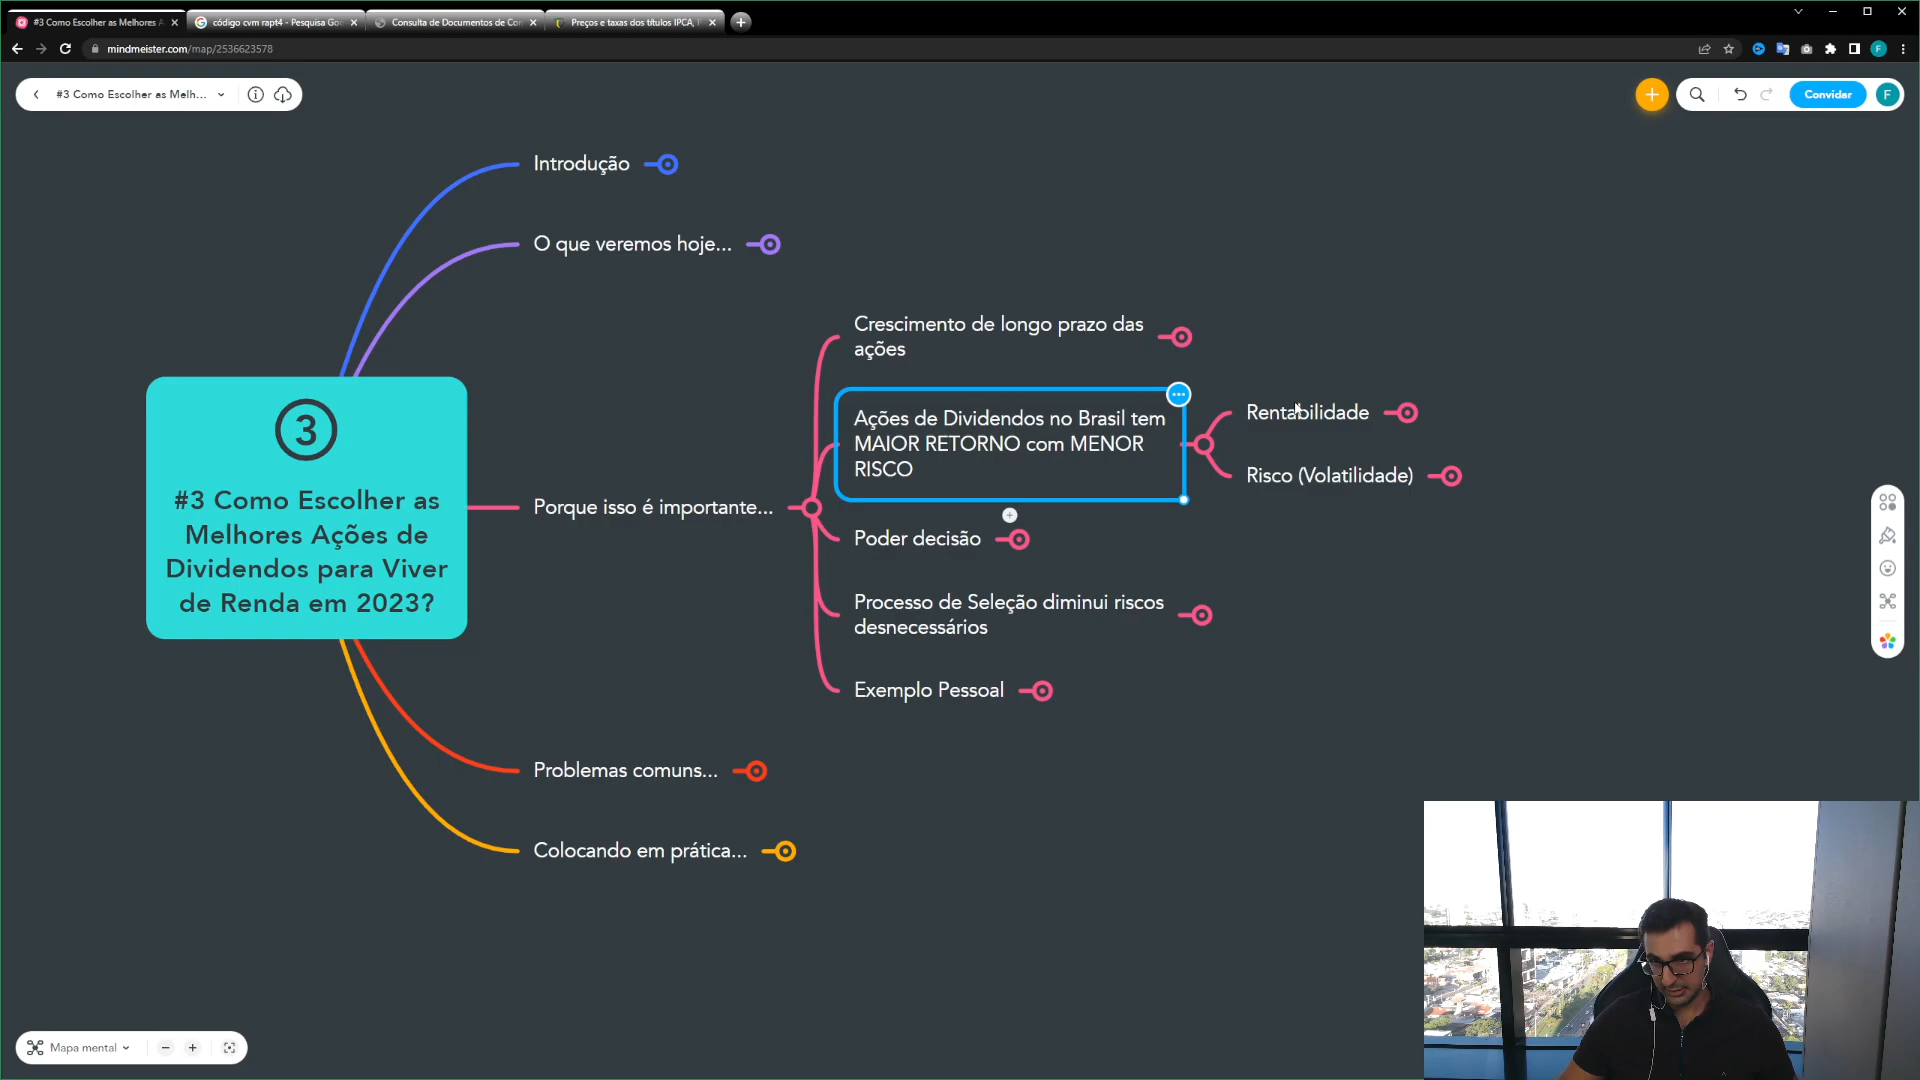 #3 Como Escolher as Melhores A
código cvm rapt4 - Pesquisa Goo
Consulta de Documentos de Con
Preços e taxas dos títulos IPCA, I
mindmeister.com/map/2536623578
F
#3 Como Escolher as Melh...
Convidar
F
Introdução
O que veremos hoje...
Crescimento de longo prazo das
ações
Ações de Dividendos no Brasil tem
MAIOR RETORNO com MENOR
RISCO
Rentabilidade
Risco (Volatilidade)
3
#3 Como Escolher as
Melhores Ações de
Dividendos para Viver
de Renda em 2023?
Porque isso é importante...
Poder decisão
Processo de Seleção diminui riscos
desnecessários
Exemplo Pessoal
Problemas comuns...
Colocando em prática...
Mapa mental